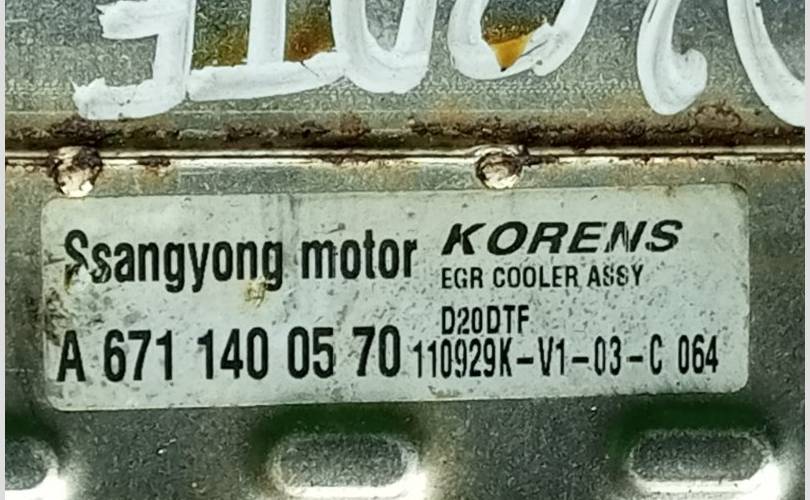 Ssangyong motor
KORENS
EGR COOLER ASSY
D20DTF
A 671 140 05 70
110929K-V1-03-C 064